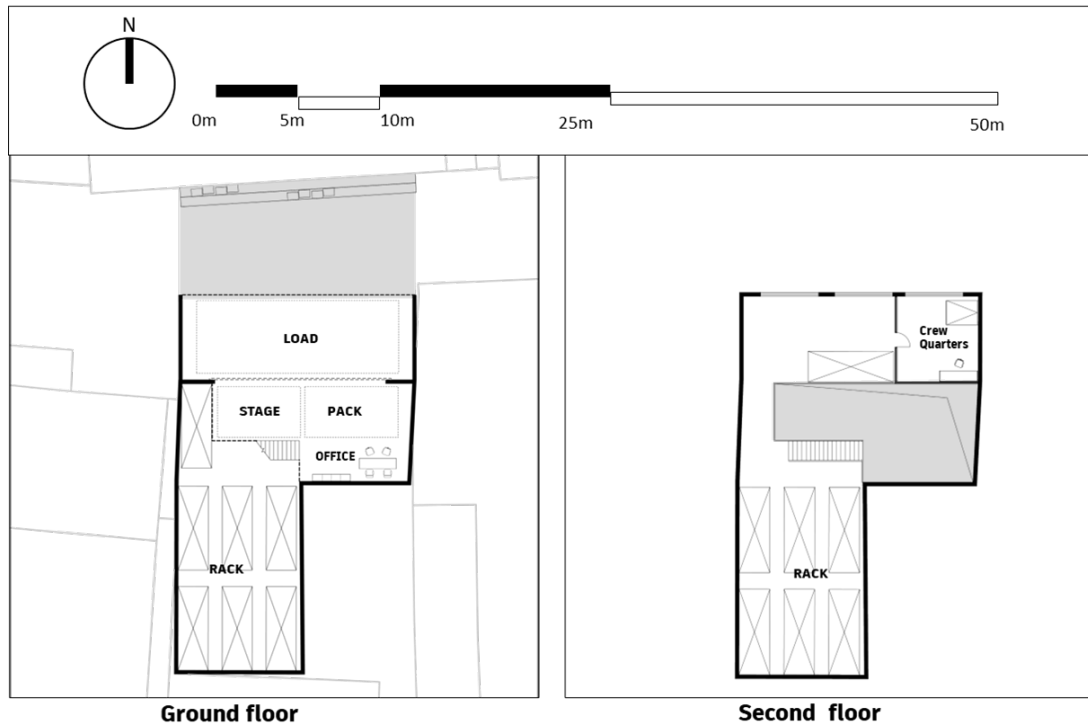 N
0m
5m
10m
25m
50m
LOAD
STAGE
PACK
OFFICE
RACK
Ground floor
Crew
Quarters
RACK
Second floor